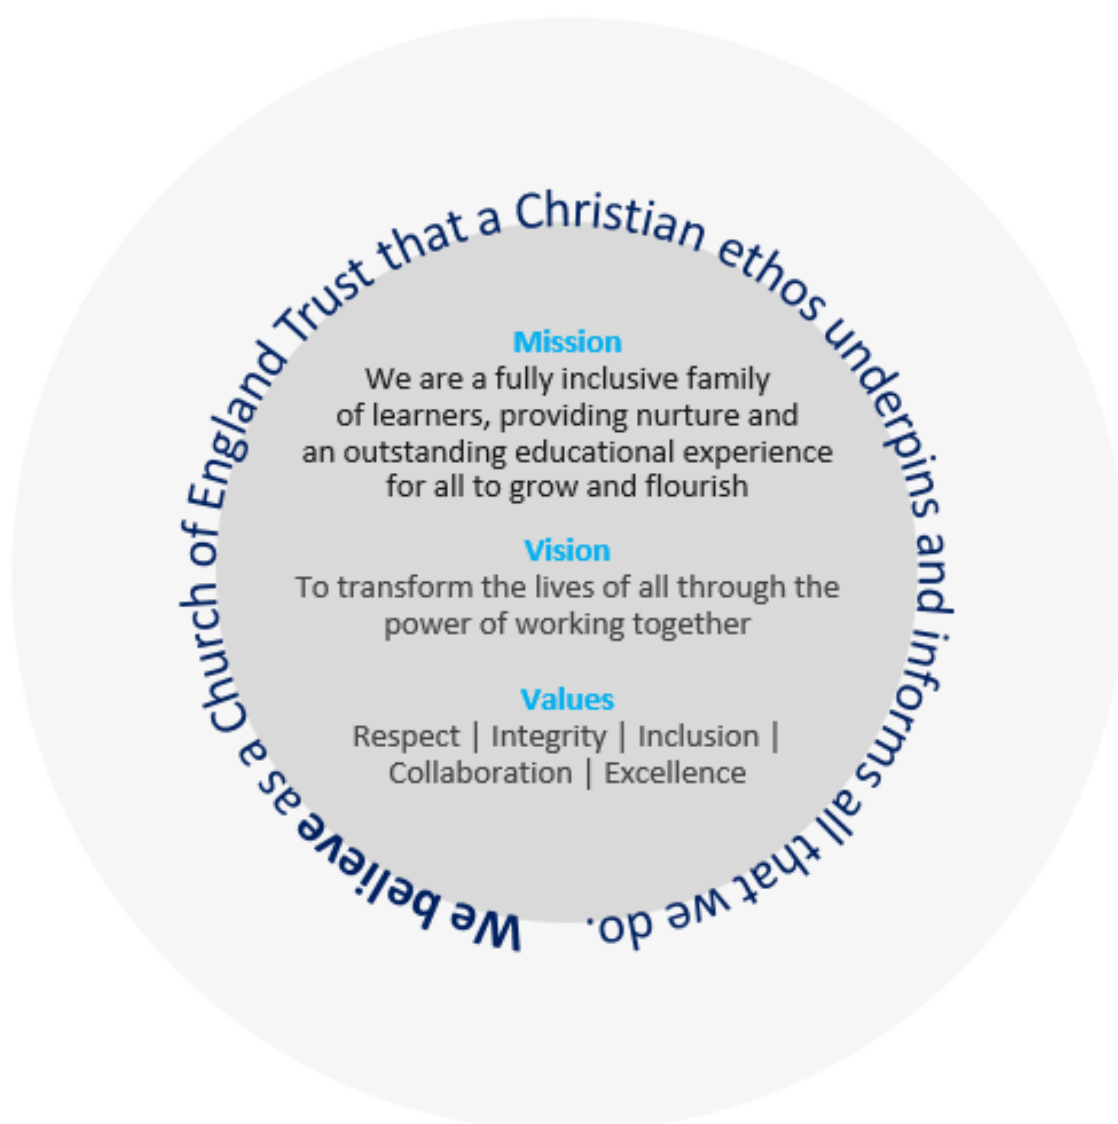 We believe as a Church of England Trust that a Christian ethos underpins and informs all that we do.
Mission
We are a fully inclusive family
of learners, providing nurture and
an outstanding educational experience
for all to grow and flourish
Vision
To transform the lives of all through the
power of working together
Values
Respect | Integrity | Inclusion |
Collaboration | Excellence